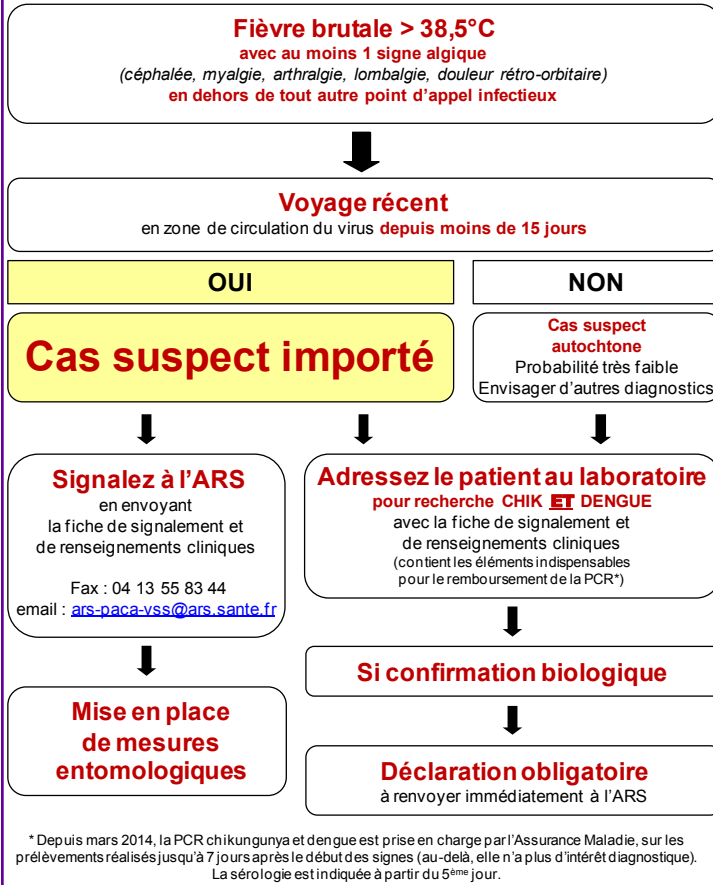 Fièvre brutale > 38,5°C
avec au moins 1 signe algique
(céphalée, myalgie, arthralgie, lombalgie, douleur rétro-orbitaire)
en dehors de tout autre point d'appel infectieux
Voyage récent
en zone de circulation du virus depuis moins de 15 jours
OUI
NON
Cas suspect importé
Cas suspect
autochtone
Probabilité très faible
Envisager d'autres diagnostics
Signalez à l'ARS
en envoyant
la fiche de signalement et
de renseignements cliniques
Fax : 04 13 55 83 44
email : ars-paca-vss@ars.sante.fr
Adressez le patient au laboratoire
pour recherche CHIK ET DENGUE
avec la fiche de signalement et
de renseignements cliniques
(contient les éléments indispensables
pour le remboursement de la PCR*)
Si confirmation biologique
Mise en place
de mesures
entomologiques
Déclaration obligatoire
à renvoyer immédiatement à l'ARS
* Depuis mars 2014, la PCR chikungunya et dengue est prise en charge par l'Assurance Maladie, sur les
prélèvements réalisés jusqu'à 7 jours après le début des signes (au-delà, elle n'a plus d'intérêt diagnostique).
La sérologie est indiquée à partir du 5ème jour.